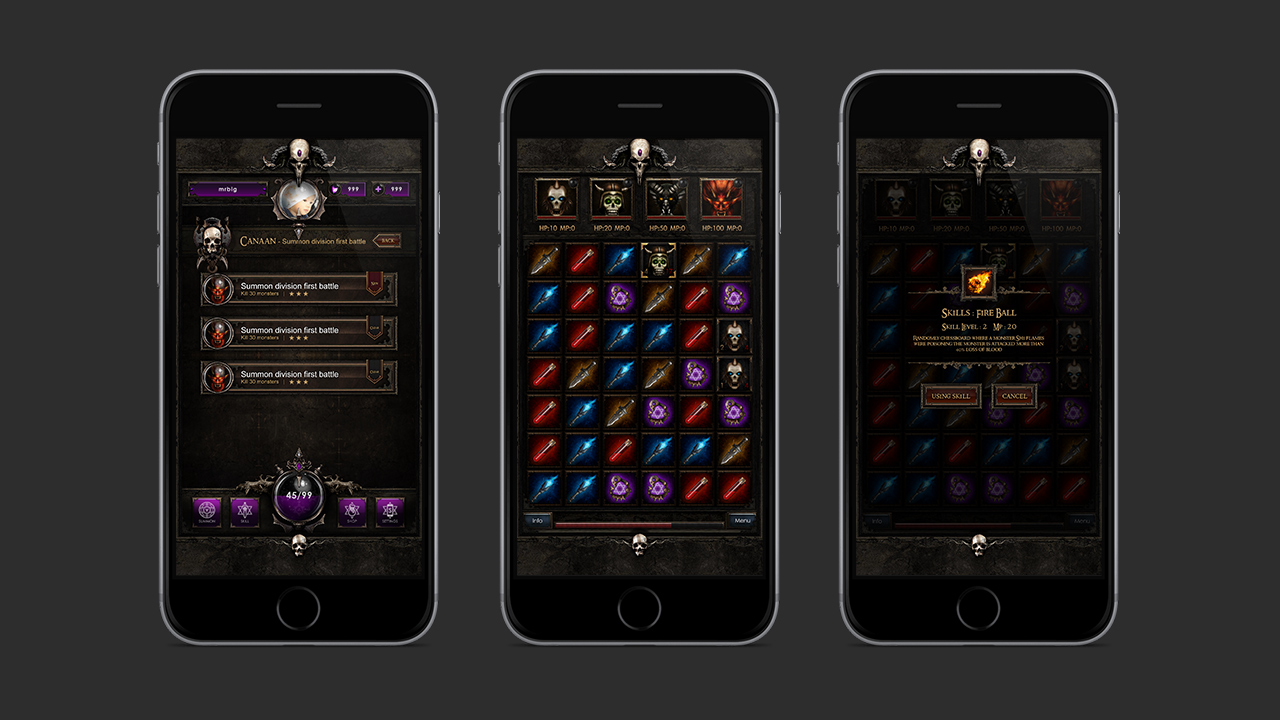 mrblg
999
999
CANAAN - Summon division first battle
BACK
Summon division first battle
Kill 30 monsters
Summon division first battle
Kill 30 monsters
Summon division first battle
Kill 30 monsters
45/99
SUMMON
SKILL
SHOP
SETTINGS
HP:10 MP:0
HP:20 MP:0
HP:50 MP:0
HP:100 MP:0
Info
Menu
HP:10 MP:0
HP:20 MP:0
HP:50 MP:0
HP:100 MP:0
SKILLS : FIRE BALL
SKILL LEVEL : 2 MP : 20
RANDOMLY CHESSBOARD WHERE A MONSTER SHI FLAMES
WERE POISONING THE MONSTER IS ATTACKED MORE THAN
LOSS OF BLOOD
USING SKILL
CANCEL
Info
Menu